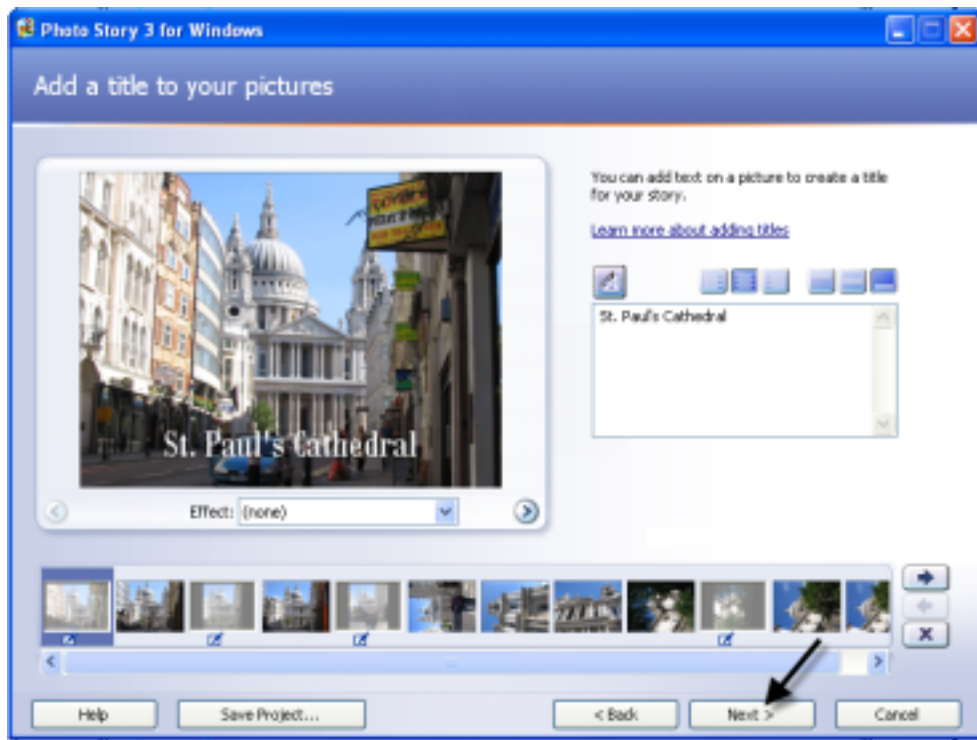 Photo Story 3 for Windows
Add a title to your pictures
You can add text on a picture to create a title
for your story.
Learn more about adding titles
St. Paul's Cathedral
St. Paul's Cathedral
Effect: (none)
Help
Save Project...
< Back
Next >
Cancel